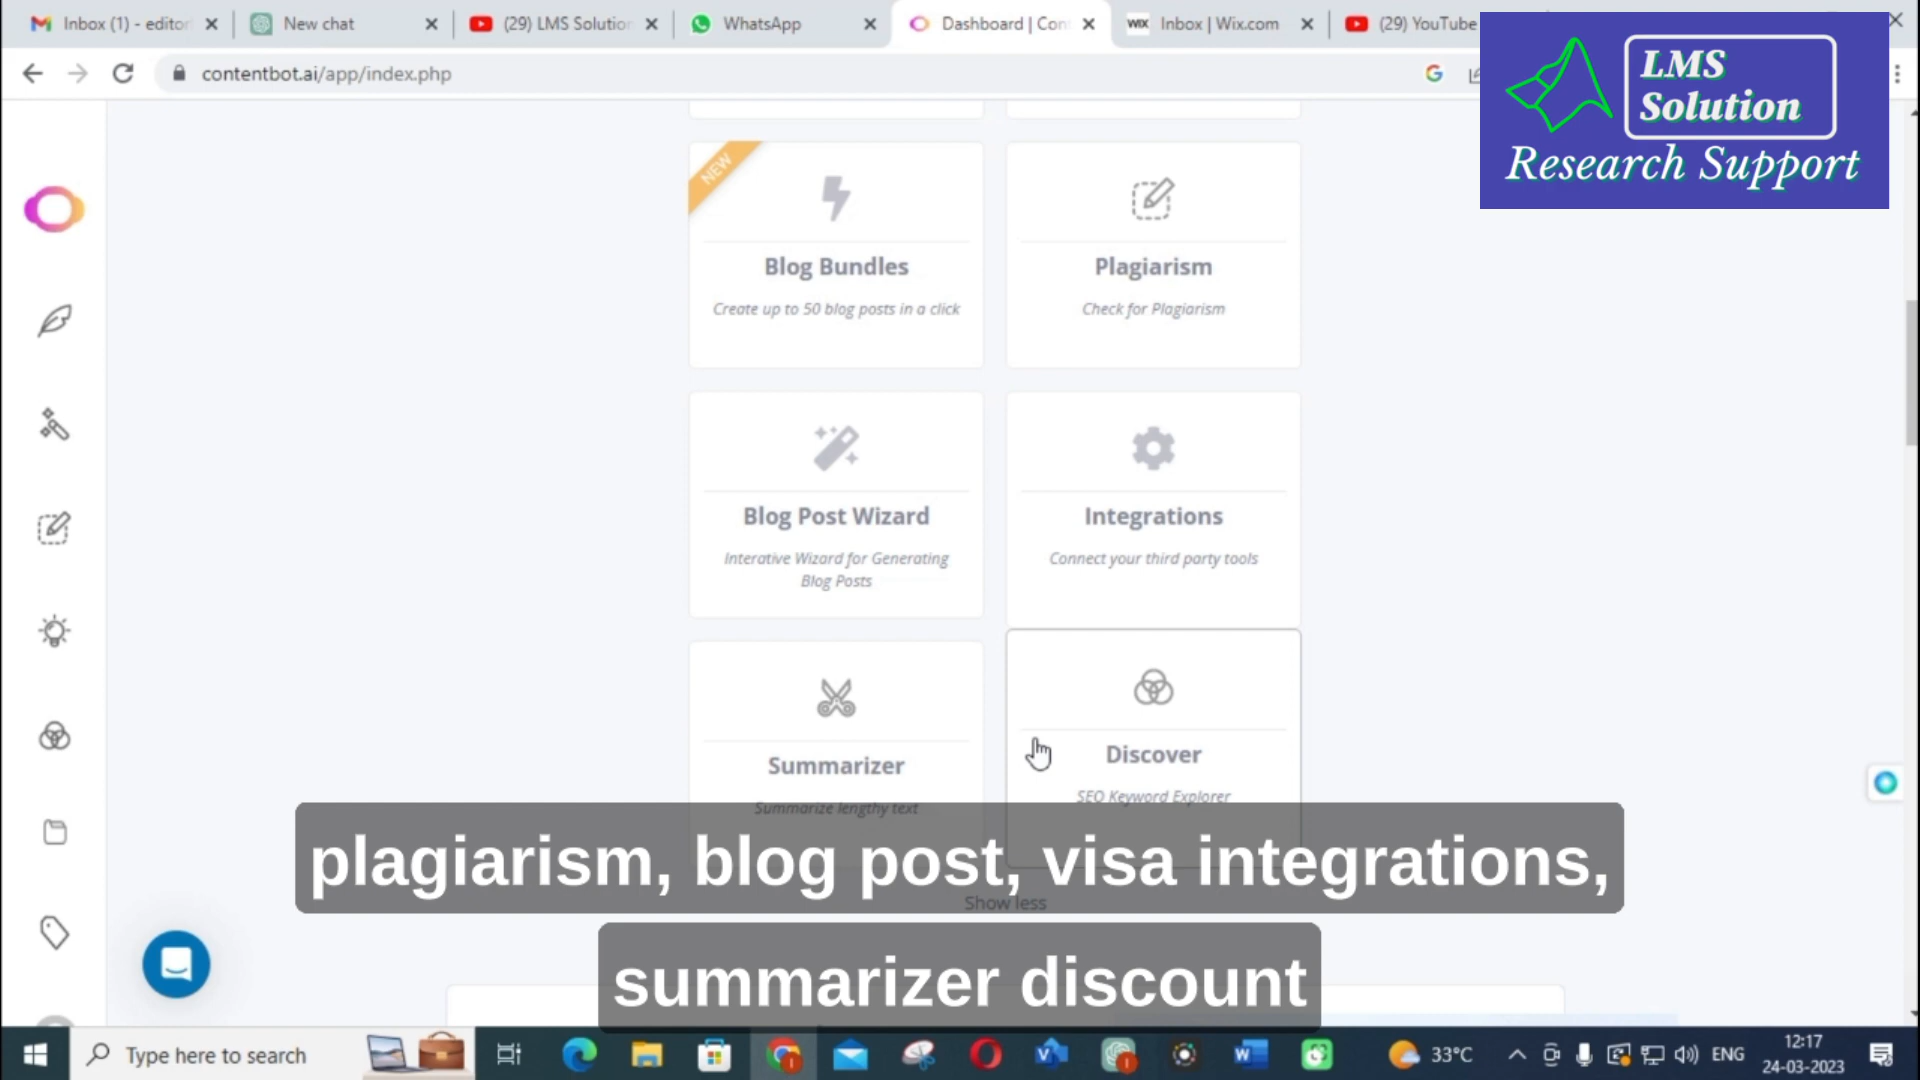 Inbox (1) - editor
New chat
(29) LMS Solution
WhatsApp
Dashboard | Con
WiX Inbox | Wix.com
(29) YouTube
contentbot.ai/app/index.php
LMS
Solution
Research Support
NEW
Blog Bundles
Create up to 50 blog posts in a click
Plagiarism
Check for Plagiarism
Blog Post Wizard
Interative Wizard for Generating
Blog Posts
Integrations
Connect your third party tools
Summarizer
Summarize lengthy text
Discover
SEO Keyword Explorer
plagiarism, blog post, visa integrations,
Show less
summarizer discount
Type here to search
33°C
ENG
12:17
24-03-2023